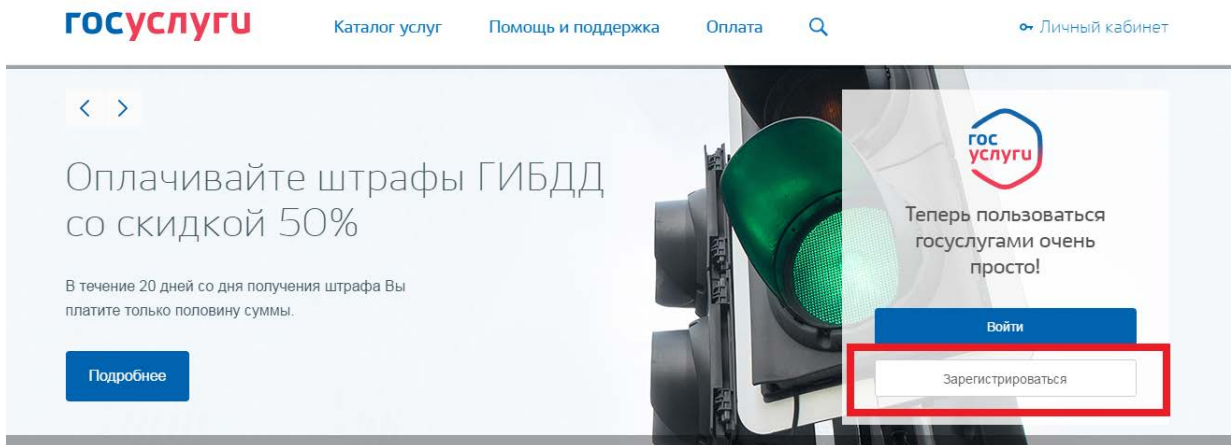 госуслуги
Каталог услуг
Помощь и поддержка
Оплата
Личный кабинет
Оплачивайте штрафы ГИБДД
со скидкой 50%
В течение 20 дней со дня получения штрафа Вы
платите только половину суммы.
Подробнее
гос
услуги
Теперь пользоваться
госуслугами очень
просто!
Войти
Зарегистрироваться